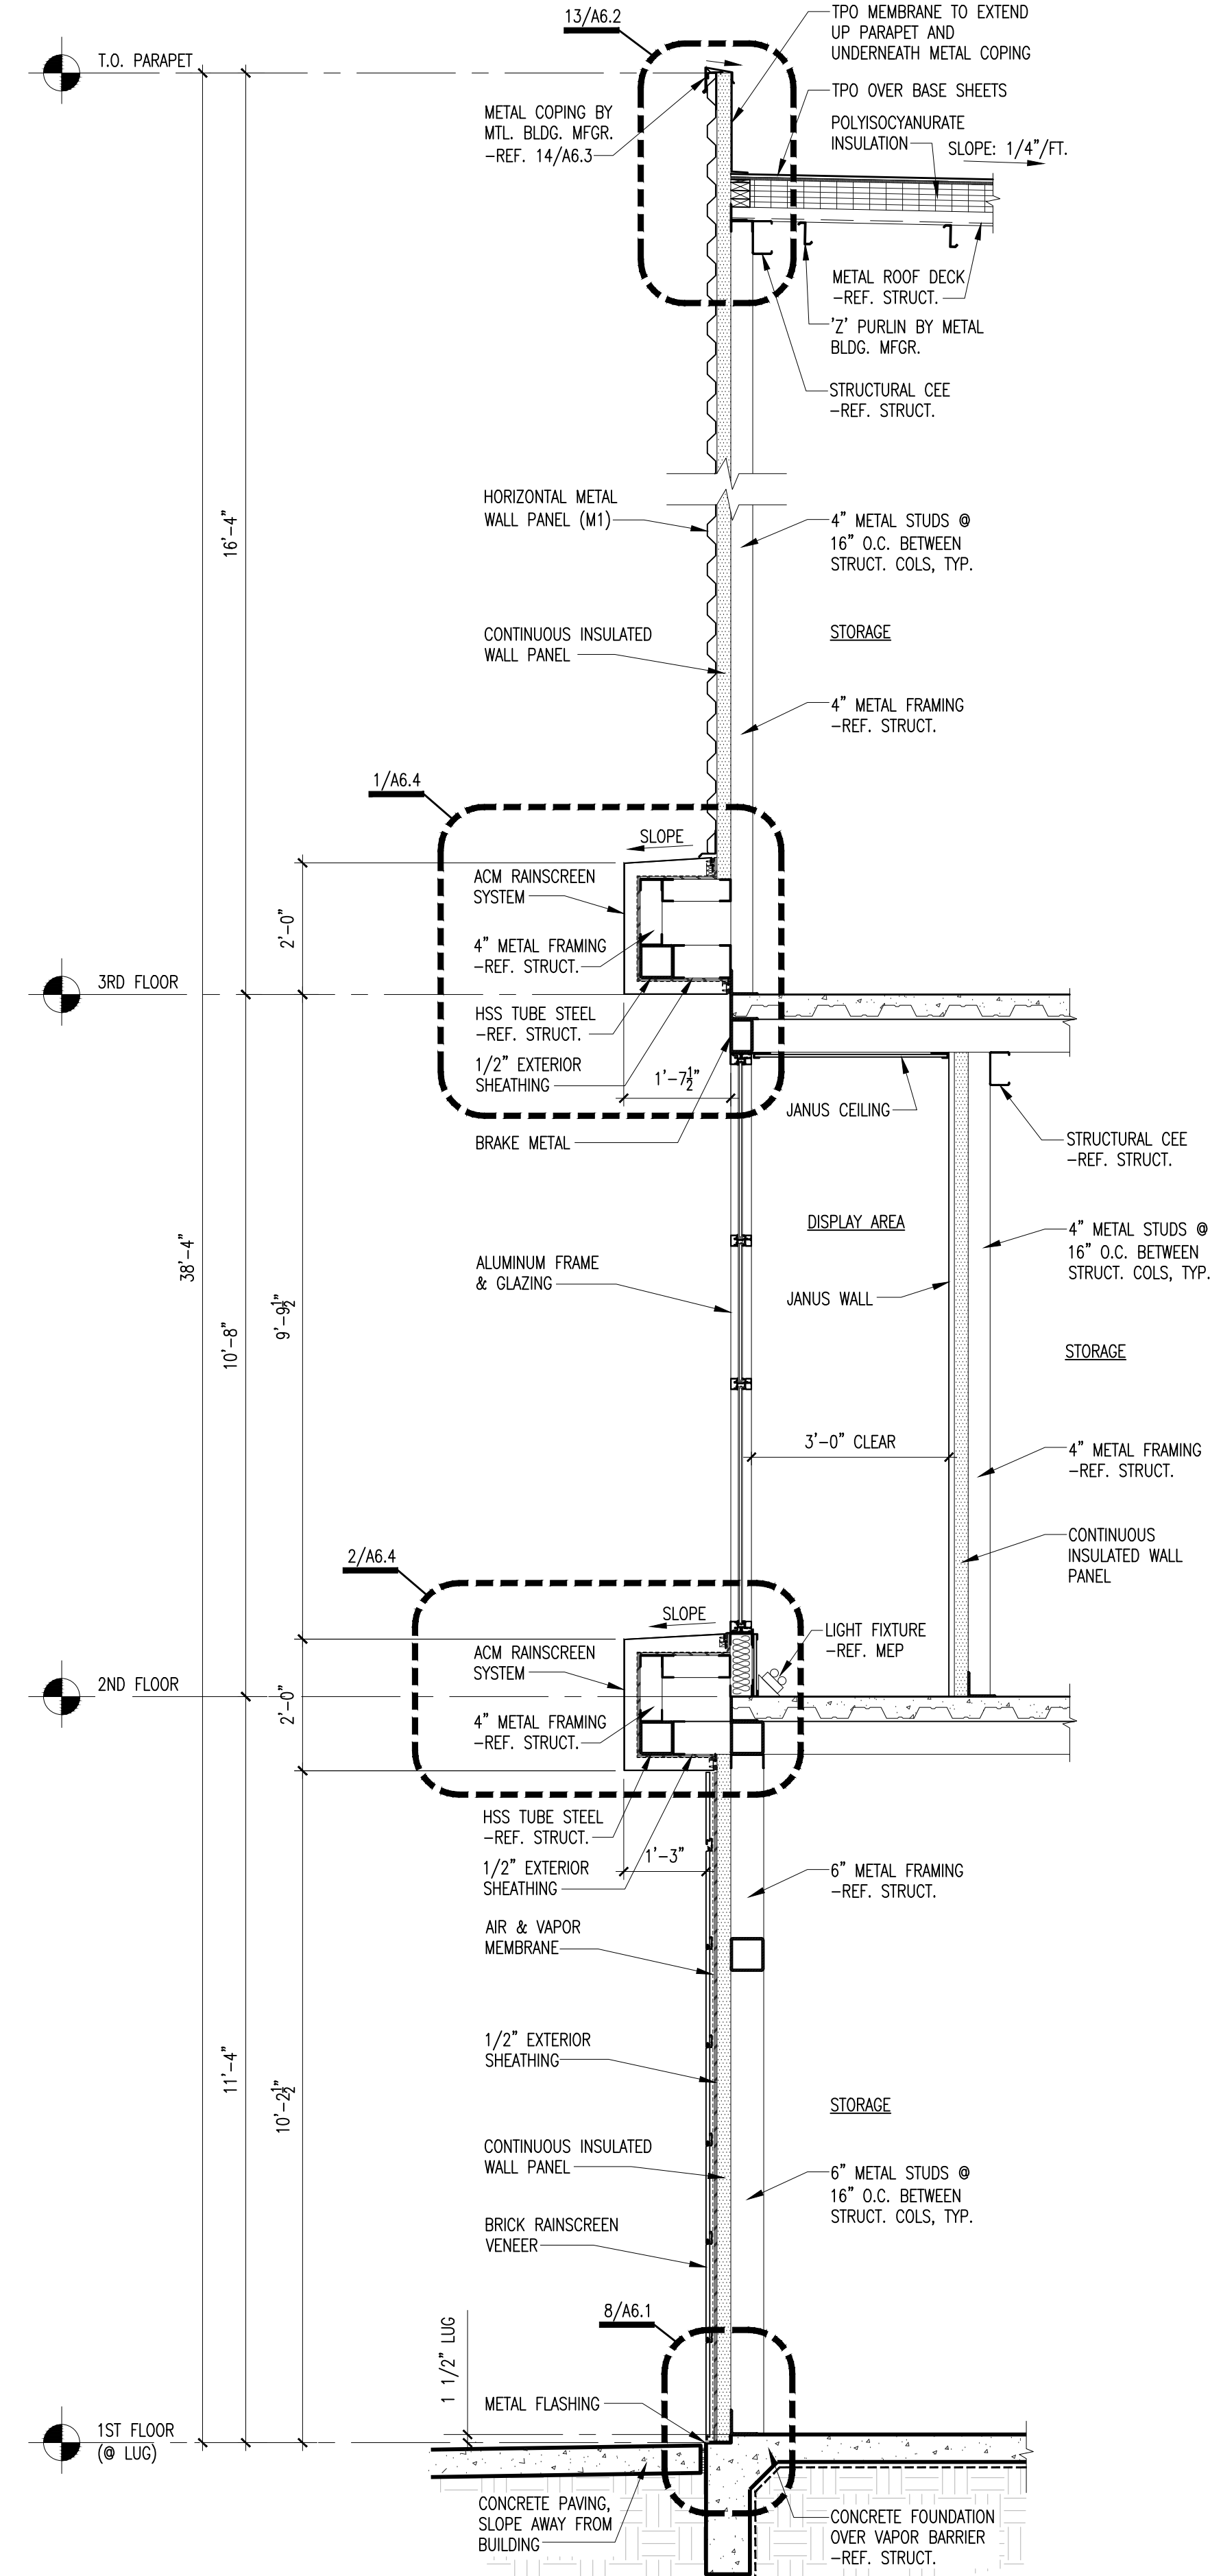 13/A6.2
TPO MEMBRANE TO EXTEND
UP PARAPET AND
UNDERNEATH METAL COPING
T.O. PARAPET
TPO OVER BASE SHEETS
METAL COPING BY
MTL. BLDG. MFGR.
-REF. 14/A6.3
POLYISOCYANURATE
INSULATION
SLOPE: 1/4"/FT.
METAL ROOF DECK
-REF. STRUCT.
'Z' PURLIN BY METAL
BLDG. MFGR.
STRUCTURAL CEE
-REF. STRUCT.
HORIZONTAL METAL
WALL PANEL (M1)
4" METAL STUDS @
16" O.C. BETWEEN
STRUCT. COLS, TYP.
16'-4"
CONTINUOUS INSULATED
WALL PANEL
STORAGE
4" METAL FRAMING
-REF. STRUCT.
1/A6.4
SLOPE
ACM RAINSCREEN
SYSTEM
2'-0"
4" METAL FRAMING
-REF. STRUCT.
3RD FLOOR
HSS TUBE STEEL
-REF. STRUCT.
1/2" EXTERIOR
SHEATHING
1'-7½"
BRAKE METAL
JANUS CEILING
STRUCTURAL CEE
-REF. STRUCT.
DISPLAY AREA
4" METAL STUDS @
16" O.C. BETWEEN
STRUCT. COLS, TYP.
38'-4"
ALUMINUM FRAME
& GLAZING
JANUS WALL
9'-9½"
10'-8"
STORAGE
3'-0" CLEAR
4" METAL FRAMING
-REF. STRUCT.
CONTINUOUS
INSULATED WALL
PANEL
2/A6.4
SLOPE
LIGHT FIXTURE
-REF. MEP
ACM RAINSCREEN
SYSTEM
2ND FLOOR
2'-0"
4" METAL FRAMING
-REF. STRUCT.
HSS TUBE STEEL
-REF. STRUCT.
1'-3"
1/2" EXTERIOR
SHEATHING
6" METAL FRAMING
-REF. STRUCT.
AIR & VAPOR
MEMBRANE
1/2" EXTERIOR
SHEATHING
11'-4"
10'-2½"
STORAGE
CONTINUOUS INSULATED
WALL PANEL
6" METAL STUDS @
16" O.C. BETWEEN
STRUCT. COLS, TYP.
BRICK RAINSCREEN
VENEER
8/A6.1
1 1/2" LUG
METAL FLASHING
1ST FLOOR
(@ LUG)
CONCRETE PAVING,
SLOPE AWAY FROM
BUILDING
CONCRETE FOUNDATION
OVER VAPOR BARRIER
-REF. STRUCT.